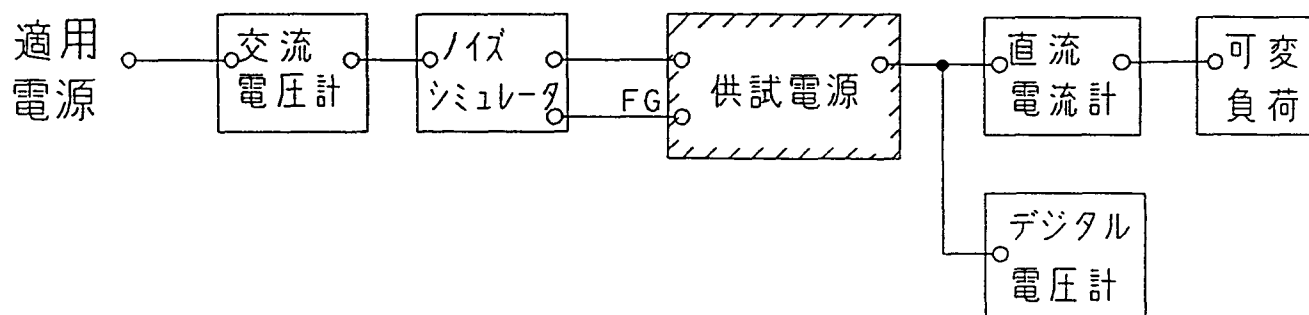 適用
電源
交流
電圧計
ノイズ
シミュレータ
FG
供試電源
直流
電流計
可変
負荷
デジタル
電圧計